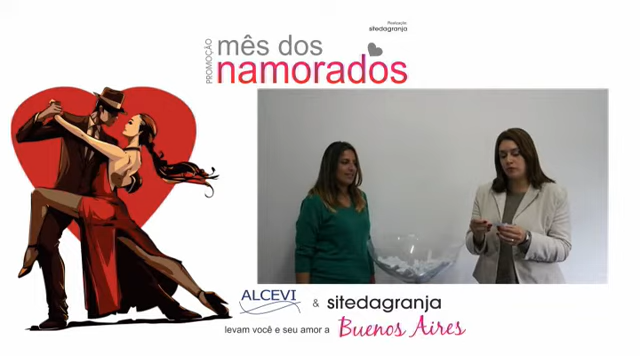 Realização
sitedagranja
PROMOÇÃO
mês dos
namorados
ALCEVI & sitedagranja
levam você e seu amor a Buenos Aires